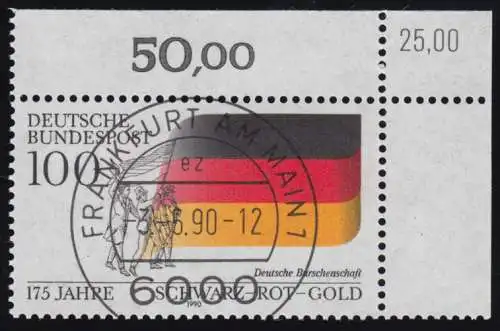 50,00
25,00
DEUTSCHE
BUNDESPOST
100
FRANKFURT AM MAIN 1
ez
-3.-6.90-12
6000
Deutsche Burschenschaft
175 JAHRE SCHWARZ-ROT-GOLD
1990